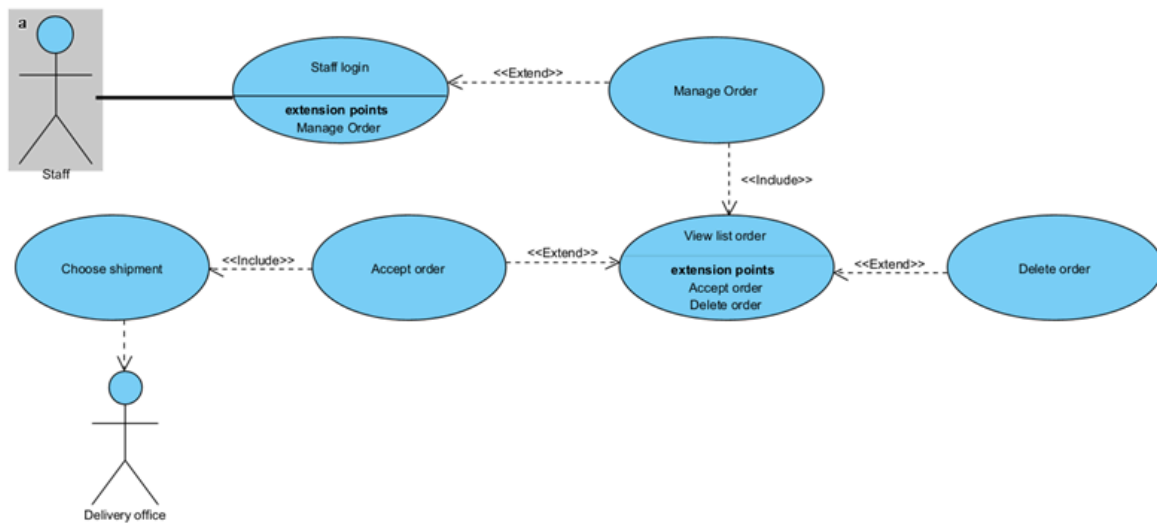 a
Staff
Staff login
extension points
Manage Order
<<Extend>>
Manage Order
<<Include>>
Choose shipment
<<Include>>
Accept order
<<Extend>>
View list order
extension points
Accept order
Delete order
<<Extend>>
Delete order
Delivery office